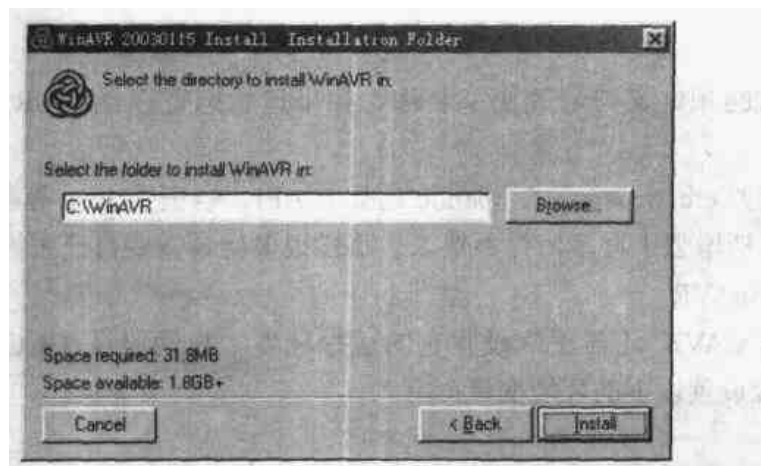 WinAVR 20030115 Install Installation Folder
Select the directory to install WinAVR in:
Select the folder to install WinAVR in:
C:\WinAVR
Browse...
Space required: 31.8MB
Space available: 1.8GB+
Cancel
< Back
Install